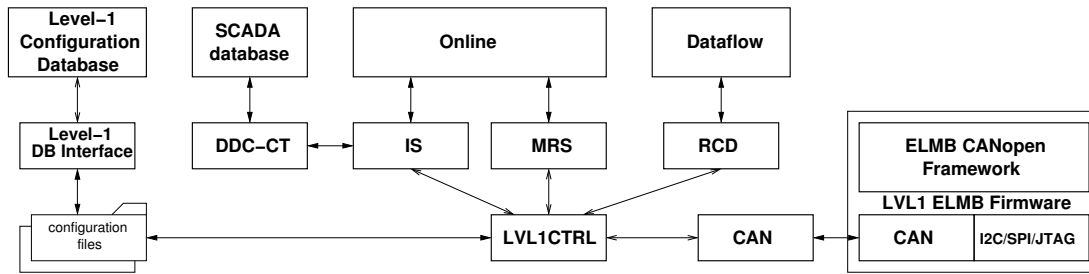 Level−1
Configuration
Database
SCADA
database
Online
Dataflow
Level−1
DB Interface
DDC−CT
IS
MRS
RCD
ELMB CANopen
Framework
LVL1 ELMB Firmware
configuration
files
LVL1CTRL
CAN
CAN
I2C/SPI/JTAG